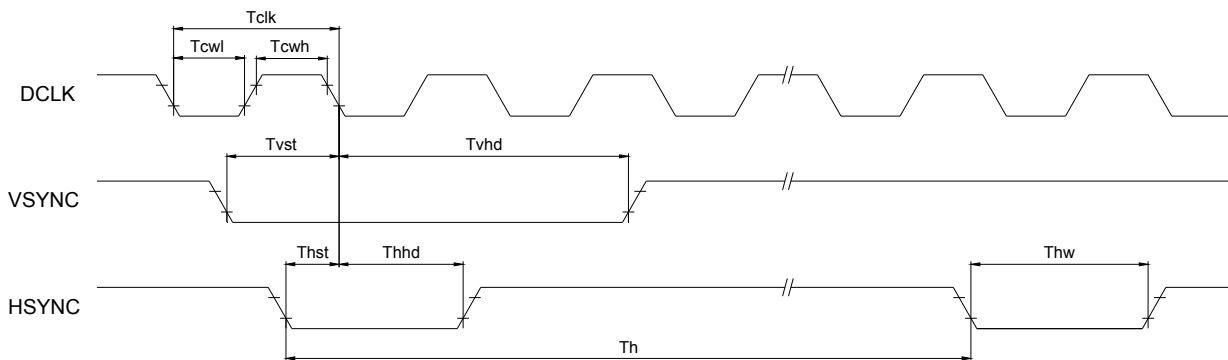 Tclk
Tcwl Tcwh
DCLK
Tvst Tvhd
VSYNC
Thst Thhd Thw
HSYNC
Th